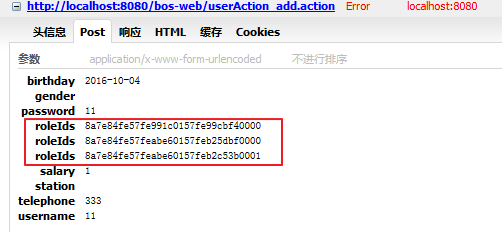 http://localhost:8080/bos-web/userAction_add.action Error localhost:8080
头信息 Post 响应 HTML 缓存 Cookies
参数 application/x-www-form-urlencoded 不进行排序
birthday 2016-10-04
gender
password 11
roleIds 8a7e84fe57fe991c0157fe99cbf40000
roleIds 8a7e84fe57feabe60157feb25dbf0000
roleIds 8a7e84fe57feabe60157feb2c53b0001
salary 1
station
telephone 333
username 11